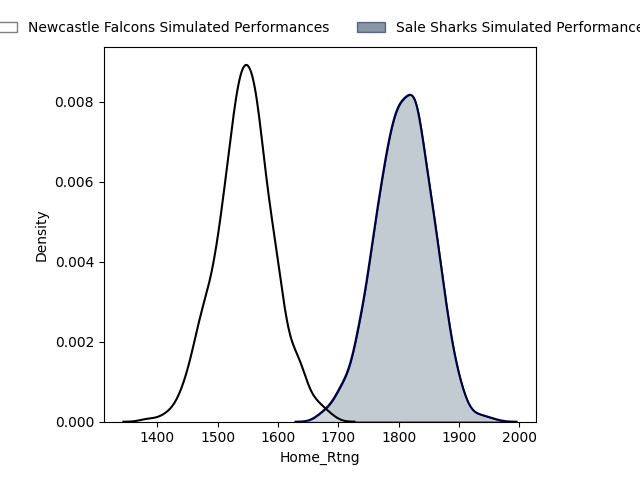 Newcastle Falcons Simulated Performances
Sale Sharks Simulated Performance
0.008
0.006
0.004
0.002
0.000
Density
1400 1500 1600 1700 1800 1900 2000
Home_Rtng